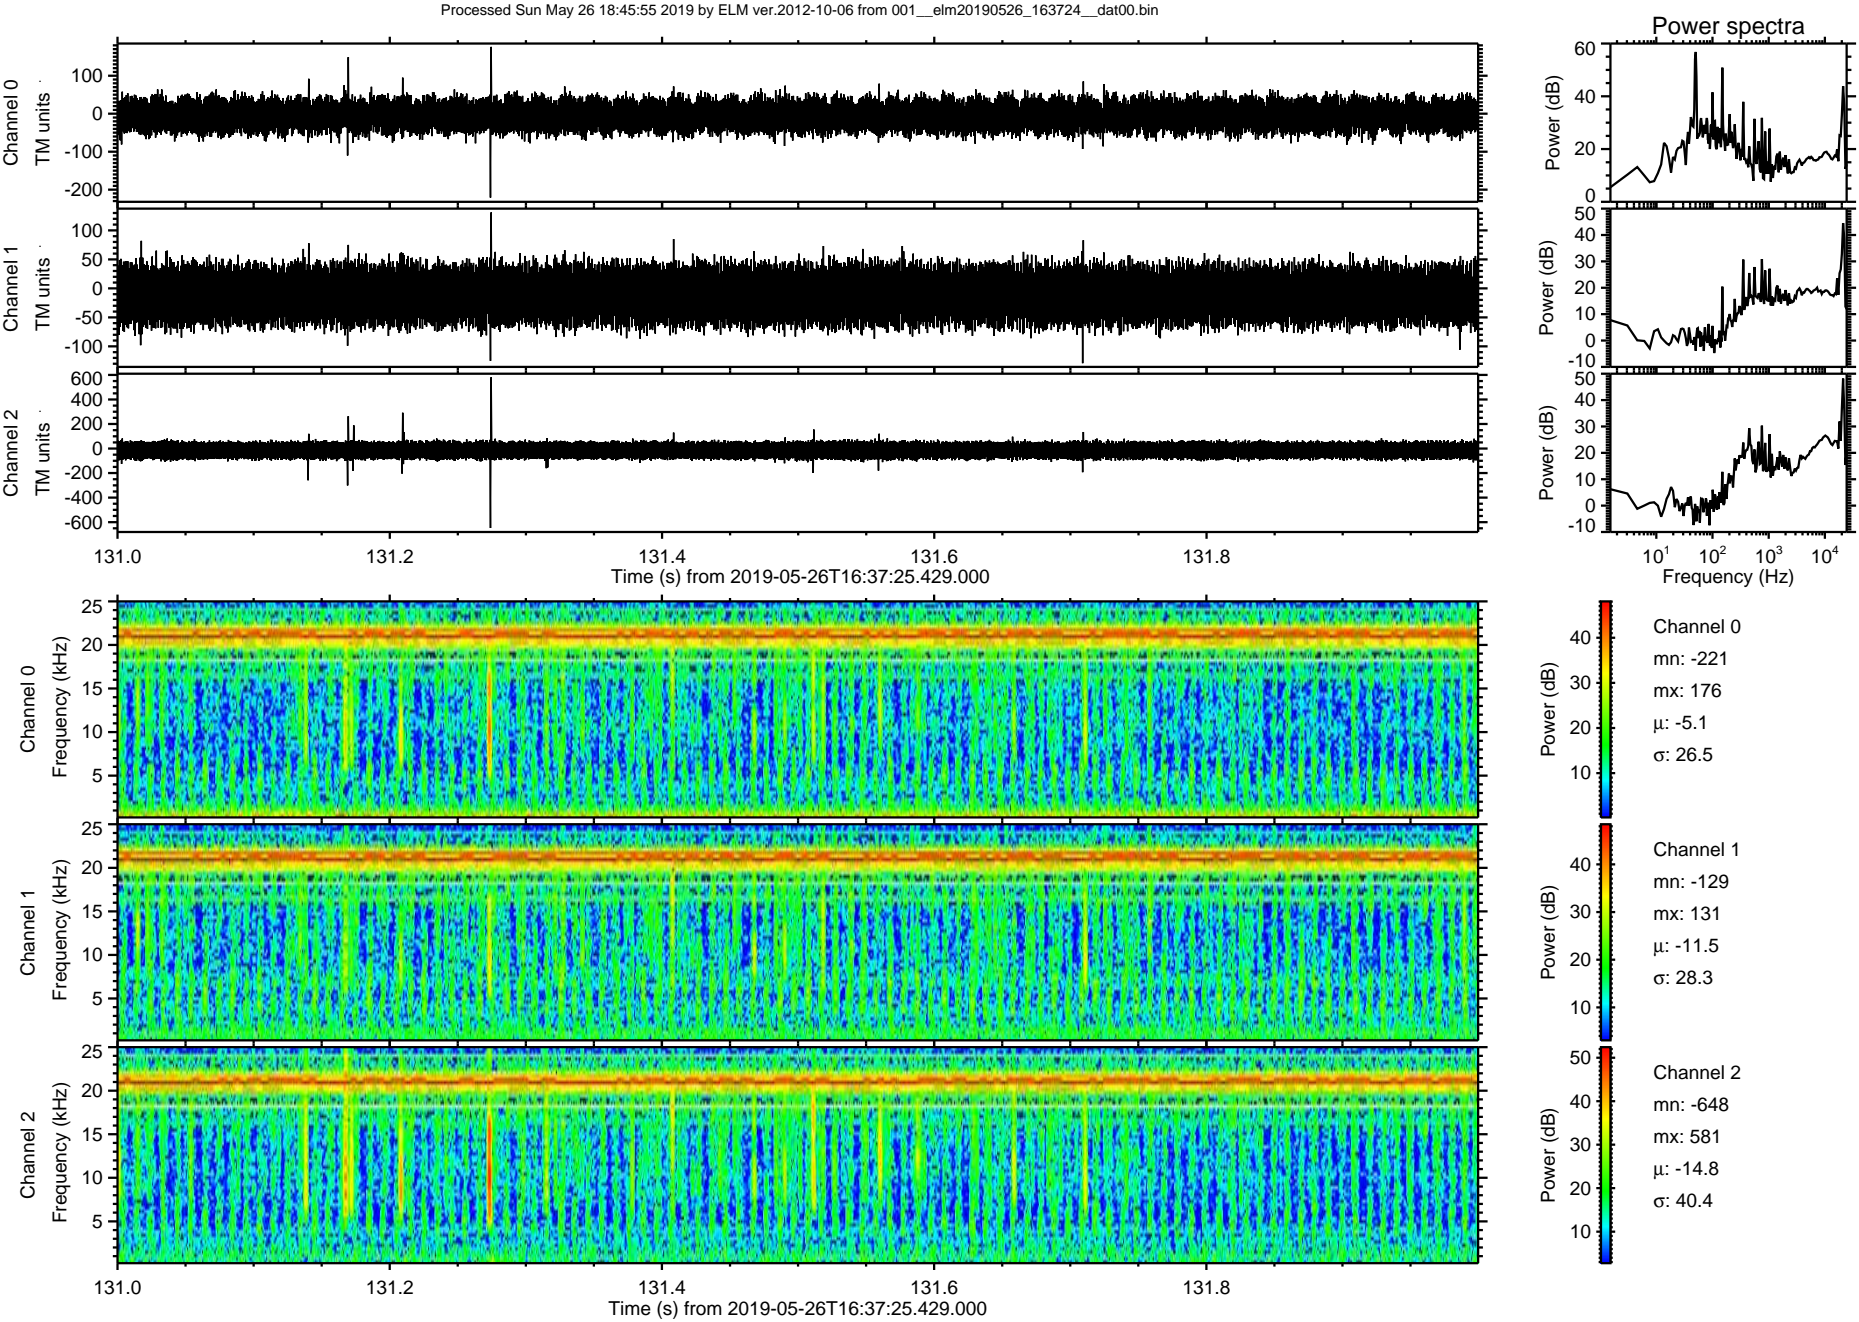 Processed Sun May 26 18:45:55 2019 by ELM ver.2012-10-06 from 001__elm20190526_163724__dat00.bin
Power spectra
Channel 0
TM units
100
0
-100
-200
Power (dB)
60
40
20
0
Channel 1
TM units
100
50
0
-50
-100
Power (dB)
50
40
30
20
10
0
-10
Channel 2
TM units
600
400
200
0
-200
-400
-600
Power (dB)
50
40
30
20
10
0
-10
131.0 131.2 131.4 131.6 131.8
Time (s) from 2019-05-26T16:37:25.429.000
10¹ 10² 10³ 10⁴
Frequency (Hz)
Channel 0
Frequency (kHz)
25
20
15
10
5
Power (dB)
40
30
20
10
Channel 0
mn: -221
mx: 176
μ: -5.1
σ: 26.5
Channel 1
Frequency (kHz)
25
20
15
10
5
Power (dB)
40
30
20
10
Channel 1
mn: -129
mx: 131
μ: -11.5
σ: 28.3
Channel 2
Frequency (kHz)
25
20
15
10
5
Power (dB)
50
40
30
20
10
Channel 2
mn: -648
mx: 581
μ: -14.8
σ: 40.4
131.0 131.2 131.4 131.6 131.8
Time (s) from 2019-05-26T16:37:25.429.000